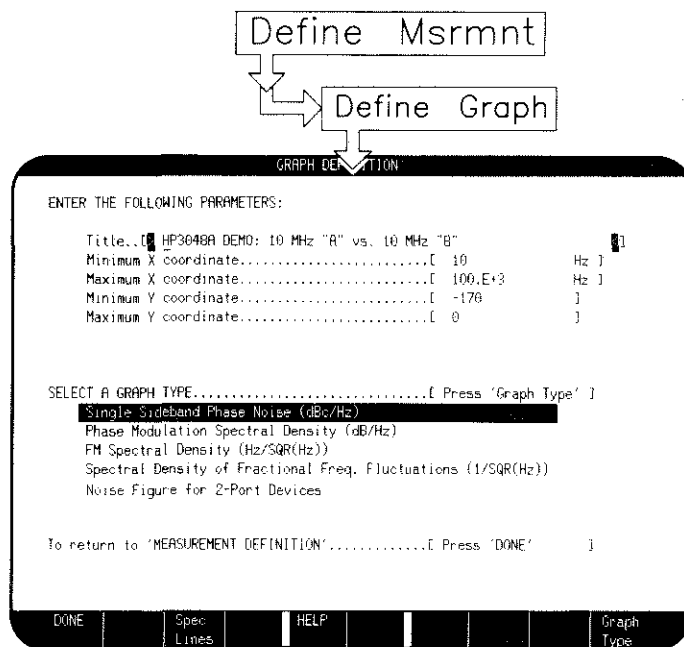 Define Msrmnt
Define Graph
GRAPH DEFINITION
ENTER THE FOLLOWING PARAMETERS:
Title..[ HP3048A DEMO: 10 MHz "A" vs. 10 MHz "B" ]
Minimum X coordinate.........................[ 10 Hz ]
Maximum X coordinate.........................[ 100.E+3 Hz ]
Minimum Y coordinate.........................[ -170 ]
Maximum Y coordinate.........................[ 0 ]
SELECT A GRAPH TYPE...............................[ Press 'Graph Type' ]
Single Sideband Phase Noise (dBc/Hz)
Phase Modulation Spectral Density (dB/Hz)
FM Spectral Density (Hz/SQR(Hz))
Spectral Density of Fractional Freq. Fluctuations (1/SQR(Hz))
Noise Figure for 2-Port Devices
To return to 'MEASUREMENT DEFINITION'.............[ Press 'DONE' ]
DONE Spec Lines HELP Graph Type